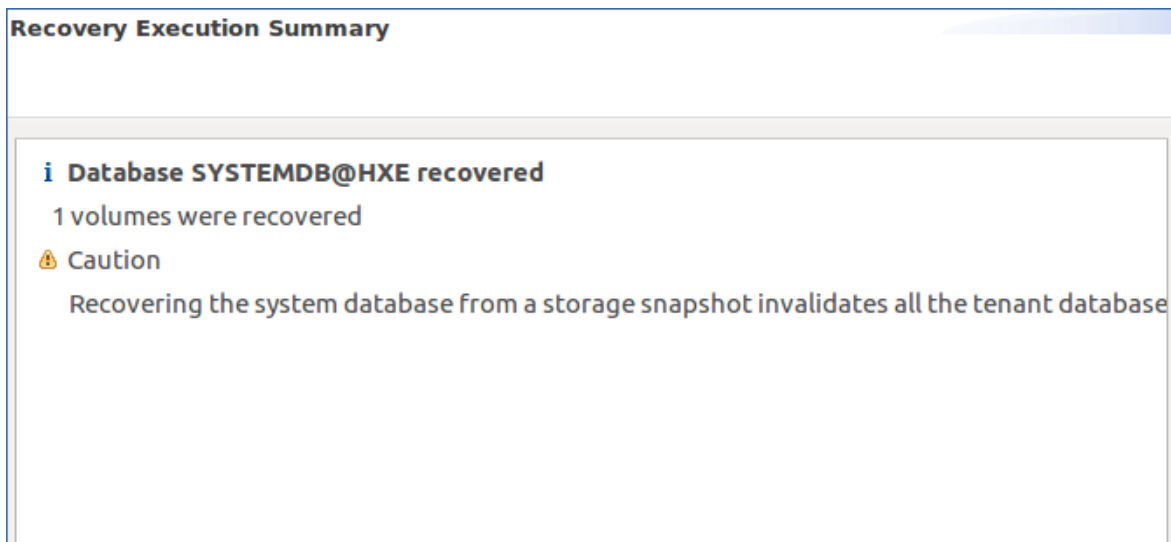 Recovery Execution Summary
i Database SYSTEMDB@HXE recovered
1 volumes were recovered
Caution
Recovering the system database from a storage snapshot invalidates all the tenant database